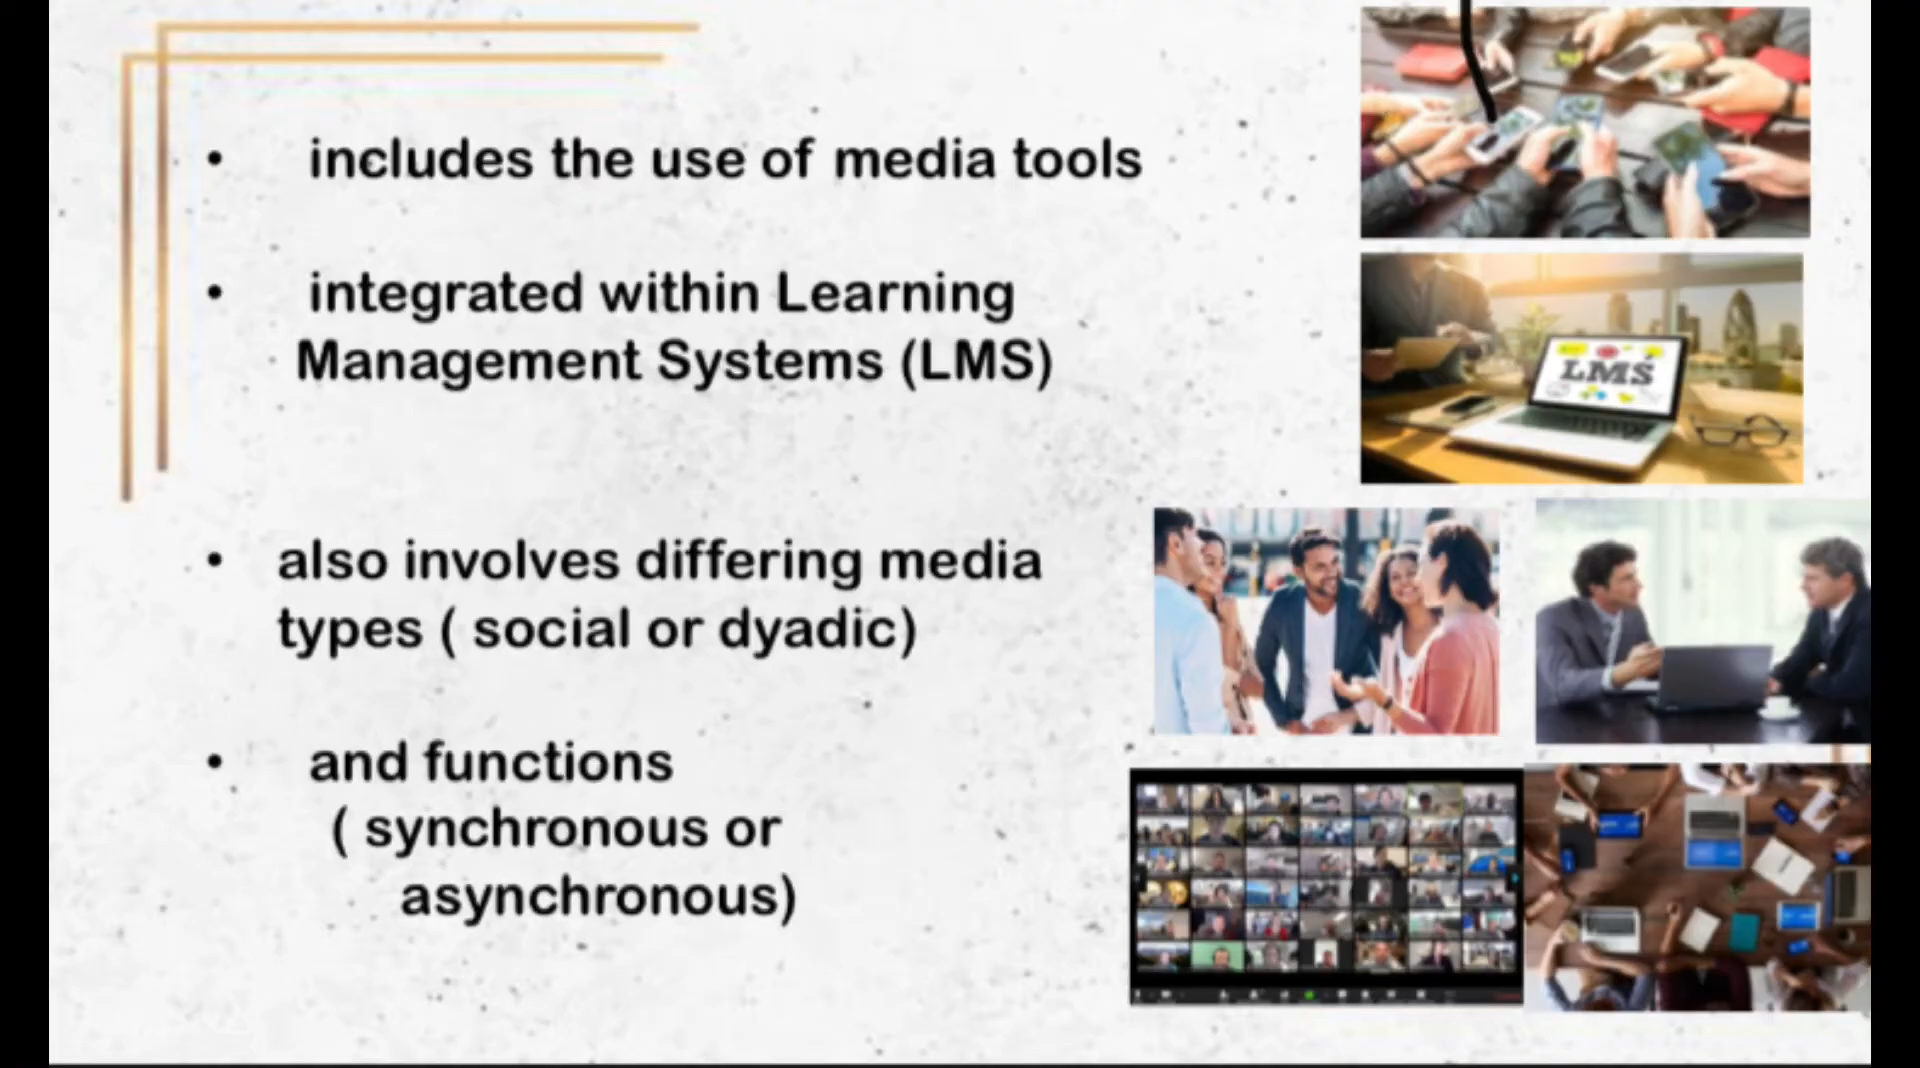 • includes the use of media tools
• integrated within Learning
Management Systems (LMS)
• also involves differing media
types ( social or dyadic)
• and functions
( synchronous or
asynchronous)
LMS